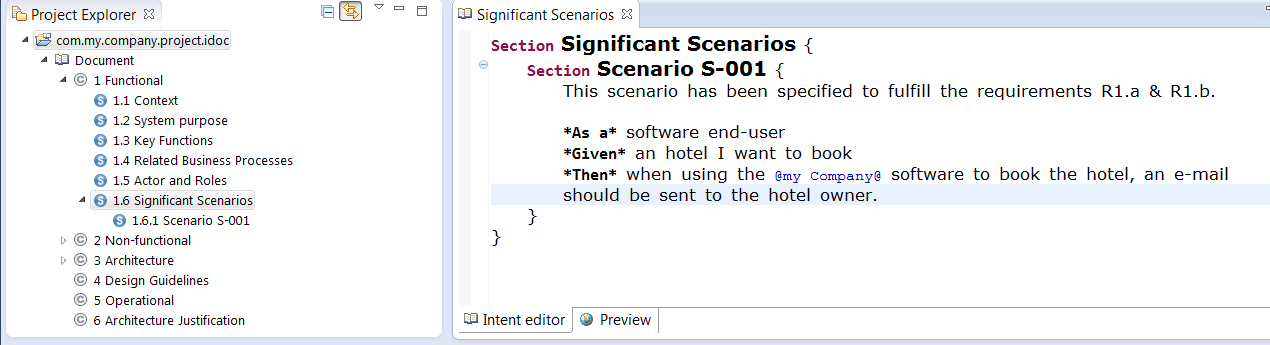 Project Explorer
com.my.company.project.idoc
Document
1 Functional
1.1 Context
1.2 System purpose
1.3 Key Functions
1.4 Related Business Processes
1.5 Actor and Roles
1.6 Significant Scenarios
1.6.1 Scenario S-001
2 Non-functional
3 Architecture
4 Design Guidelines
5 Operational
6 Architecture Justification
Significant Scenarios
Section Significant Scenarios {
Section Scenario S-001 {
This scenario has been specified to fulfill the requirements R1.a & R1.b.
*As a* software end-user
*Given* an hotel I want to book
*Then* when using the @my Company@ software to book the hotel, an e-mail
should be sent to the hotel owner.
}
}
Intent editor
Preview